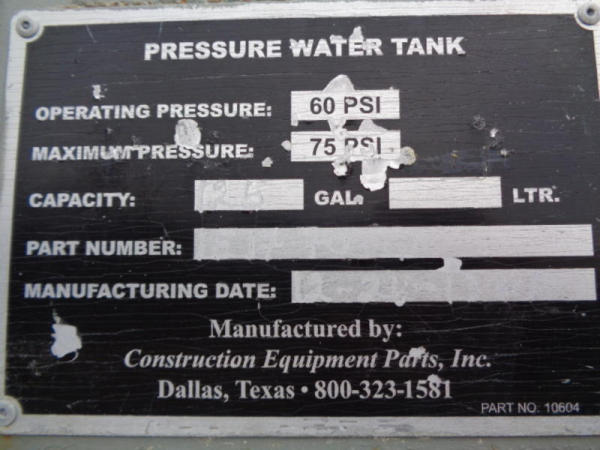 PRESSURE WATER TANK
OPERATING PRESSURE: 60 PSI
MAXIMUM PRESSURE: 75 PSI
CAPACITY: GAL. LTR.
PART NUMBER:
MANUFACTURING DATE:
Manufactured by:
Construction Equipment Parts, Inc.
Dallas, Texas • 800-323-1581
PART NO. 10604